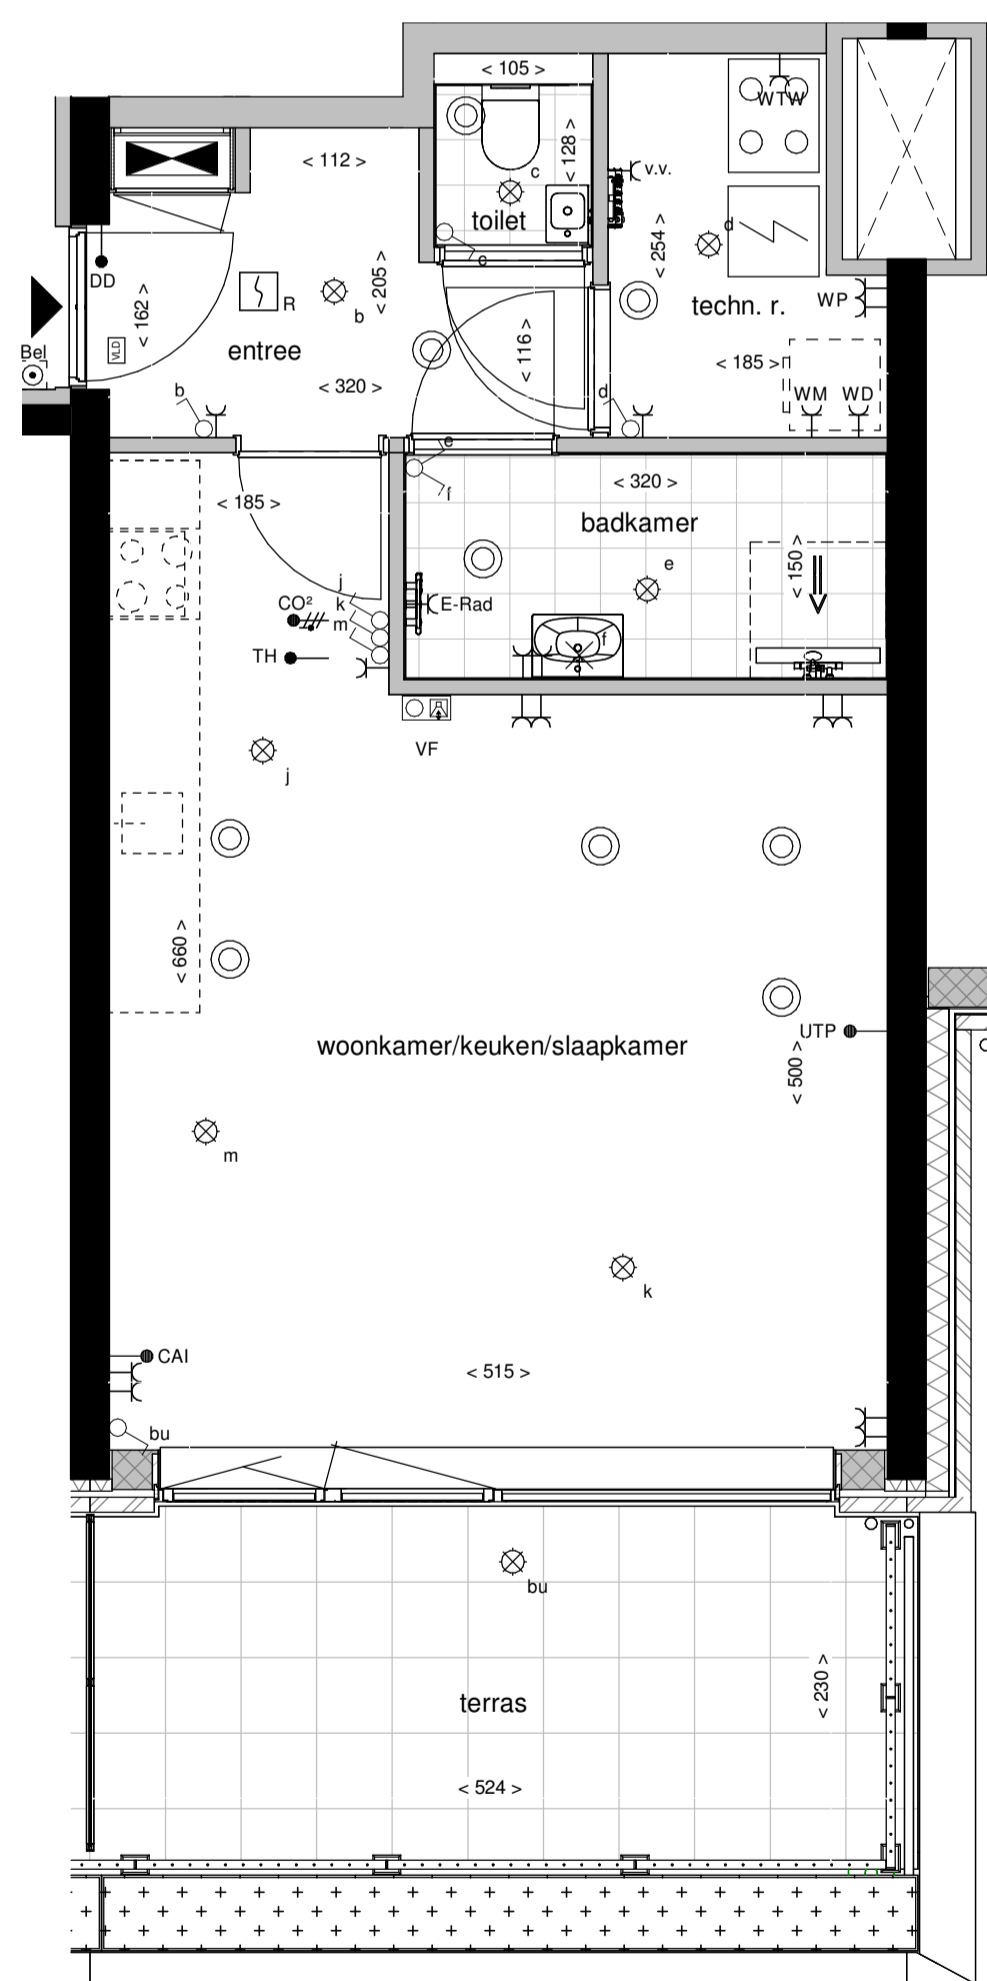 < 105 >
WTW
< 112 >
< 128 >
c
v.v.
toilet
d
< 254 >
c
DD
< 162 >
R
b
< 205 >
techn. r.
WP
Bel
VLD
entree
< 116 >
< 185 >
< 320 >
b
d
WM
WD
e
f
< 185 >
< 320 >
badkamer
e
< 150 >
j
k
m
CO²
E-Rad
f
TH
VF
j
< 660 >
UTP
woonkamer/keuken/slaapkamer
< 500 >
m
k
CAI
< 515 >
bu
bu
< 230 >
terras
< 524 >